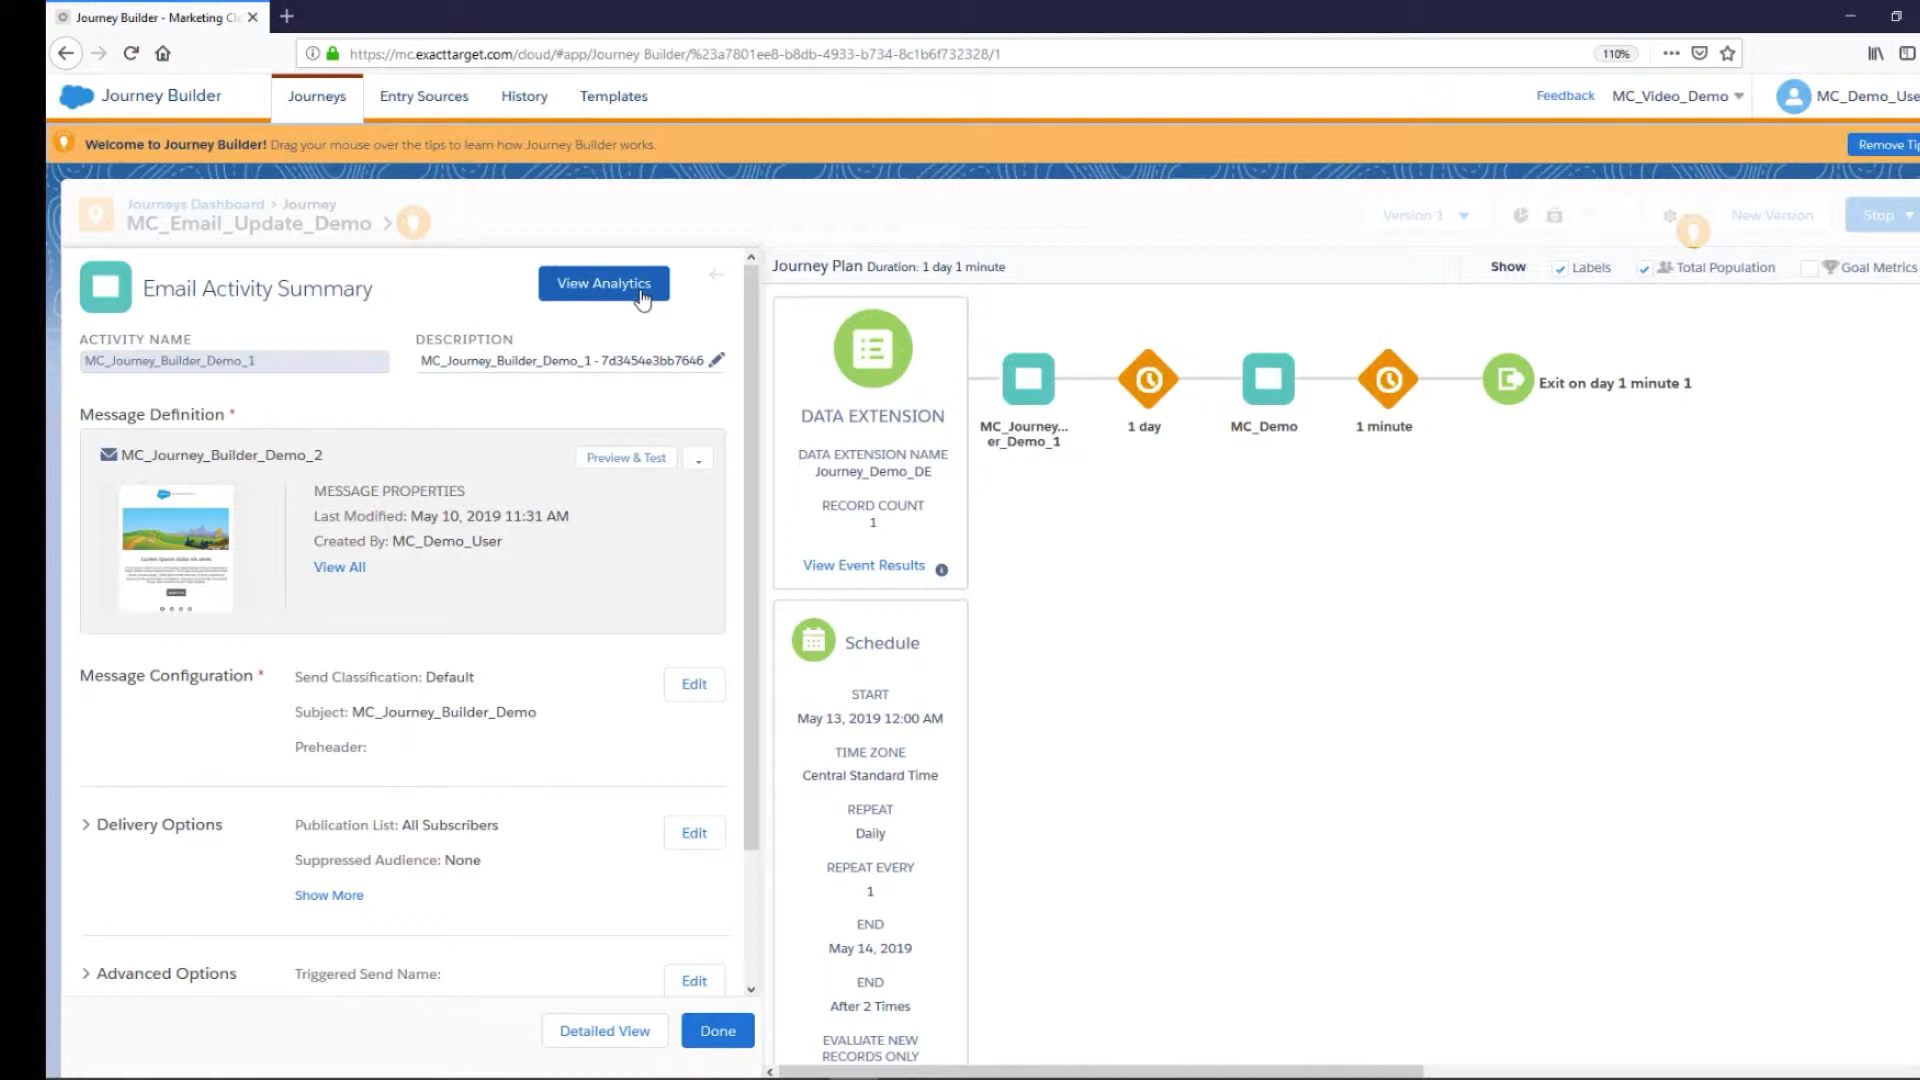 Journey Builder - Marketing Cl
https://mc.exacttarget.com/cloud/#app/Journey Builder/%23a7801ee8-b8db-4933-b734-8c1b6f732328/1
110%
Journey Builder
Journeys
Entry Sources
History
Templates
Feedback
MC_Video_Demo
MC_Demo_Use
Welcome to Journey Builder! Drag your mouse over the tips to learn how Journey Builder works.
Remove Tip
Journeys Dashboard > Journey
MC_Email_Update_Demo
Version 1
New Version
Stop
Email Activity Summary
View Analytics
ACTIVITY NAME
MC_Journey_Builder_Demo_1
DESCRIPTION
MC_Journey_Builder_Demo_1 - 7d3454e3bb7646
Message Definition *
MC_Journey_Builder_Demo_2
Preview & Test
MESSAGE PROPERTIES
Last Modified: May 10, 2019 11:31 AM
Created By: MC_Demo_User
View All
Message Configuration *
Send Classification: Default
Edit
Subject: MC_Journey_Builder_Demo
Preheader:
Delivery Options
Publication List: All Subscribers
Edit
Suppressed Audience: None
Show More
Advanced Options
Triggered Send Name:
Edit
Detailed View
Done
Journey Plan Duration: 1 day 1 minute
Show
Labels
Total Population
Goal Metrics
DATA EXTENSION
DATA EXTENSION NAME
Journey_Demo_DE
RECORD COUNT
1
View Event Results
MC_Journey...
er_Demo_1
1 day
MC_Demo
1 minute
Exit on day 1 minute 1
Schedule
START
May 13, 2019 12:00 AM
TIME ZONE
Central Standard Time
REPEAT
Daily
REPEAT EVERY
1
END
May 14, 2019
END
After 2 Times
EVALUATE NEW
RECORDS ONLY